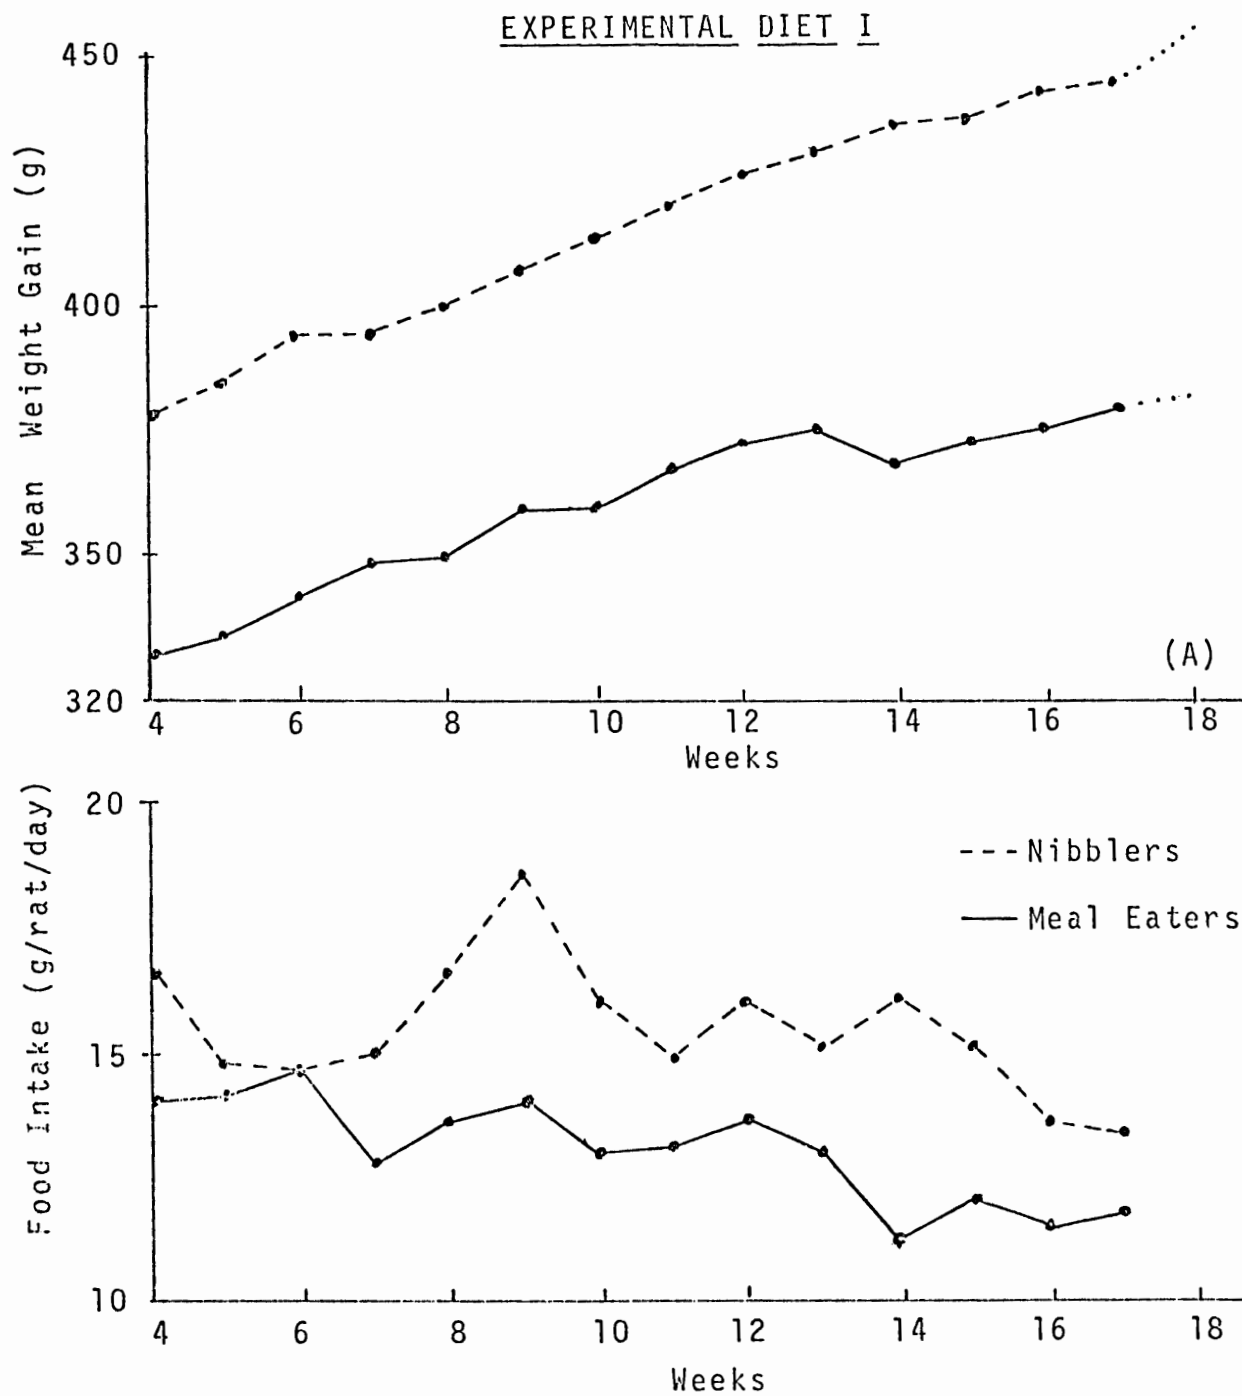 EXPERIMENTAL DIET I
450
400
350
320
Mean Weight Gain (g)
(A)
4 6 8 10 12 14 16 18
Weeks
20
15
10
Food Intake (g/rat/day)
Nibblers
Meal Eaters
4 6 8 10 12 14 16 18
Weeks